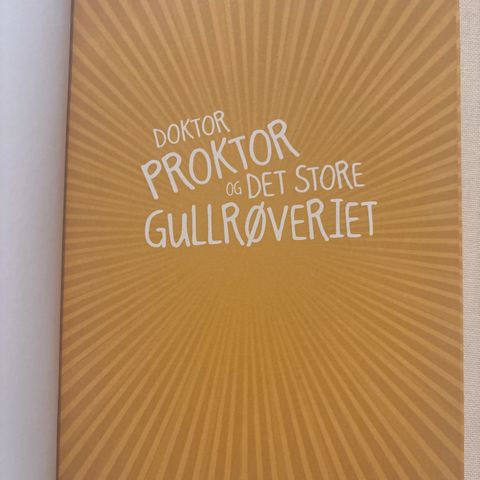 DOKTOR
PROKTOR
OG DET STORE
GULLRØVERIET